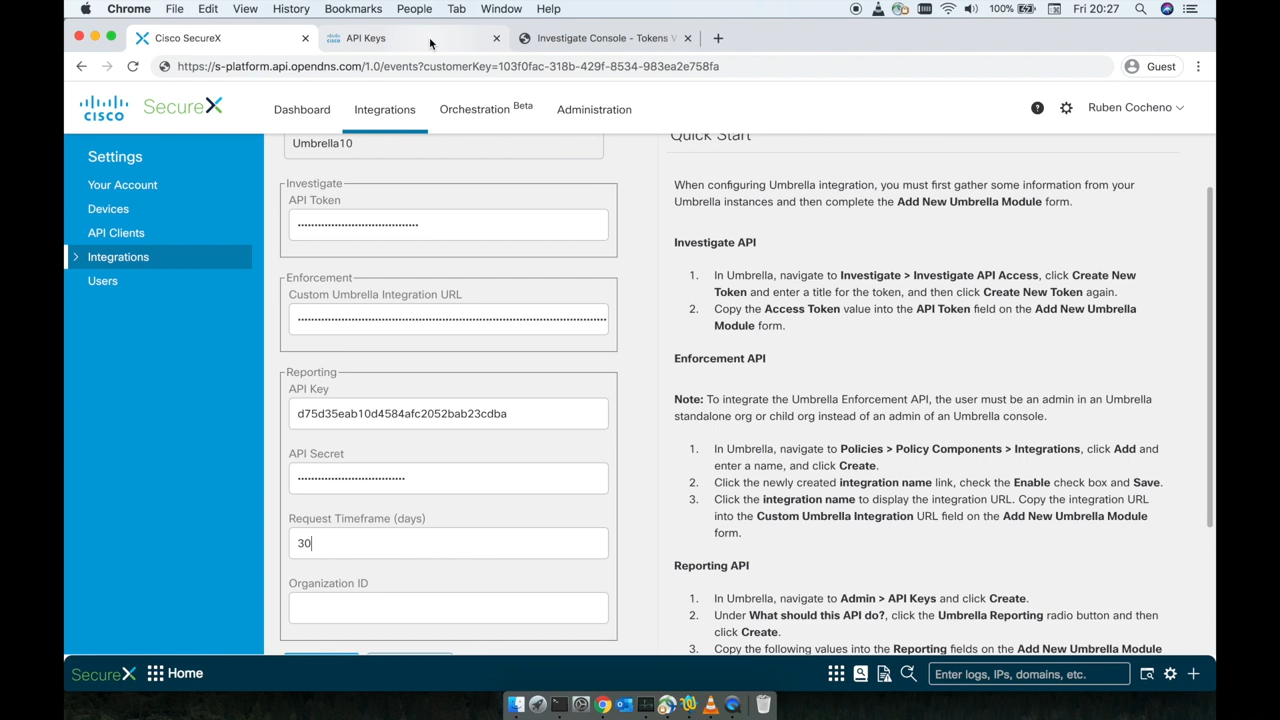 Chrome File Edit View History Bookmarks People Tab Window Help 100% Fri 20:27
Cisco SecureX API Keys Investigate Console - Tokens V
https://s-platform.api.opendns.com/1.0/events?customerKey=103f0fac-318b-429f-8534-983ea2e758fa Guest
CISCO SecureX Dashboard Integrations Orchestration Beta Administration Ruben Cocheno
Settings
Your Account
Devices
API Clients
Integrations
Users
Umbrella10
Investigate
API Token
Enforcement
Custom Umbrella Integration URL
Reporting
API Key
d75d35eab10d4584afc2052bab23cdba
API Secret
Request Timeframe (days)
30
Organization ID
Quick Start
When configuring Umbrella integration, you must first gather some information from your
Umbrella instances and then complete the Add New Umbrella Module form.
Investigate API
1. In Umbrella, navigate to Investigate > Investigate API Access, click Create New
Token and enter a title for the token, and then click Create New Token again.
2. Copy the Access Token value into the API Token field on the Add New Umbrella
Module form.
Enforcement API
Note: To integrate the Umbrella Enforcement API, the user must be an admin in an Umbrella
standalone org or child org instead of an admin of an Umbrella console.
1. In Umbrella, navigate to Policies > Policy Components > Integrations, click Add and
enter a name, and click Create.
2. Click the newly created integration name link, check the Enable check box and Save.
3. Click the integration name to display the integration URL. Copy the integration URL
into the Custom Umbrella Integration URL field on the Add New Umbrella Module
form.
Reporting API
1. In Umbrella, navigate to Admin > API Keys and click Create.
2. Under What should this API do?, click the Umbrella Reporting radio button and then
click Create.
3. Copy the following values into the Reporting fields on the Add New Umbrella Module
SecureX Home Enter logs, IPs, domains, etc.